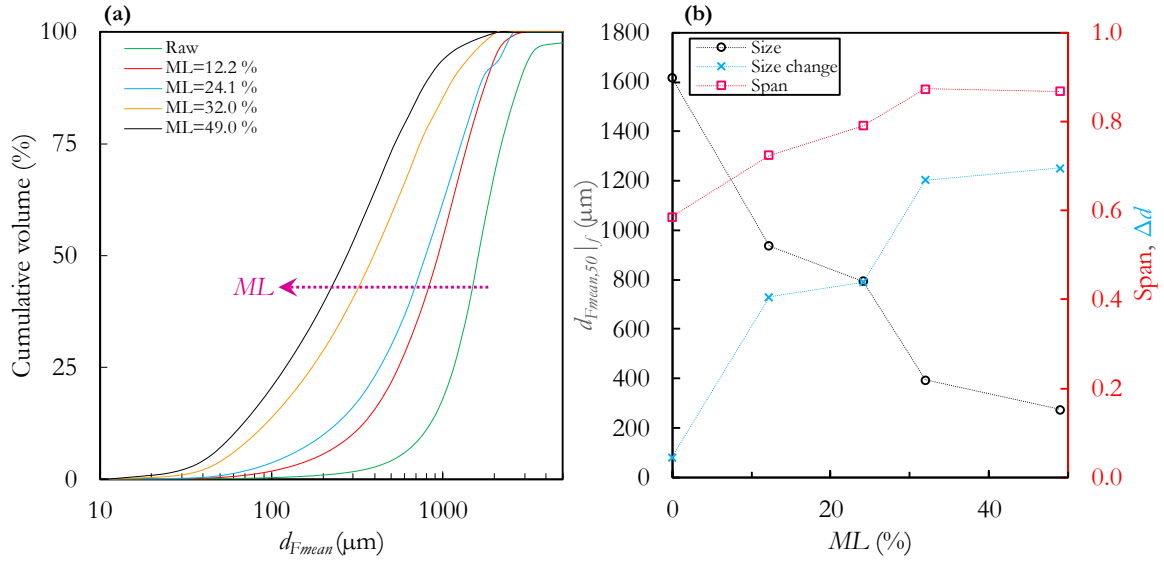 (a)
100
75
50
25
0
Cumulative volume (%)
Raw
ML=12.2 %
ML=24.1 %
ML=32.0 %
ML=49.0 %
ML
10
100
1000
d_Fmean (μm)
(b)
1800
1600
1400
1200
1000
800
600
400
200
0
d_Fmean,50 |_f (μm)
Size
Size change
Span
1.0
0.8
0.6
0.4
0.2
0.0
Span, Δd
0
20
40
ML (%)